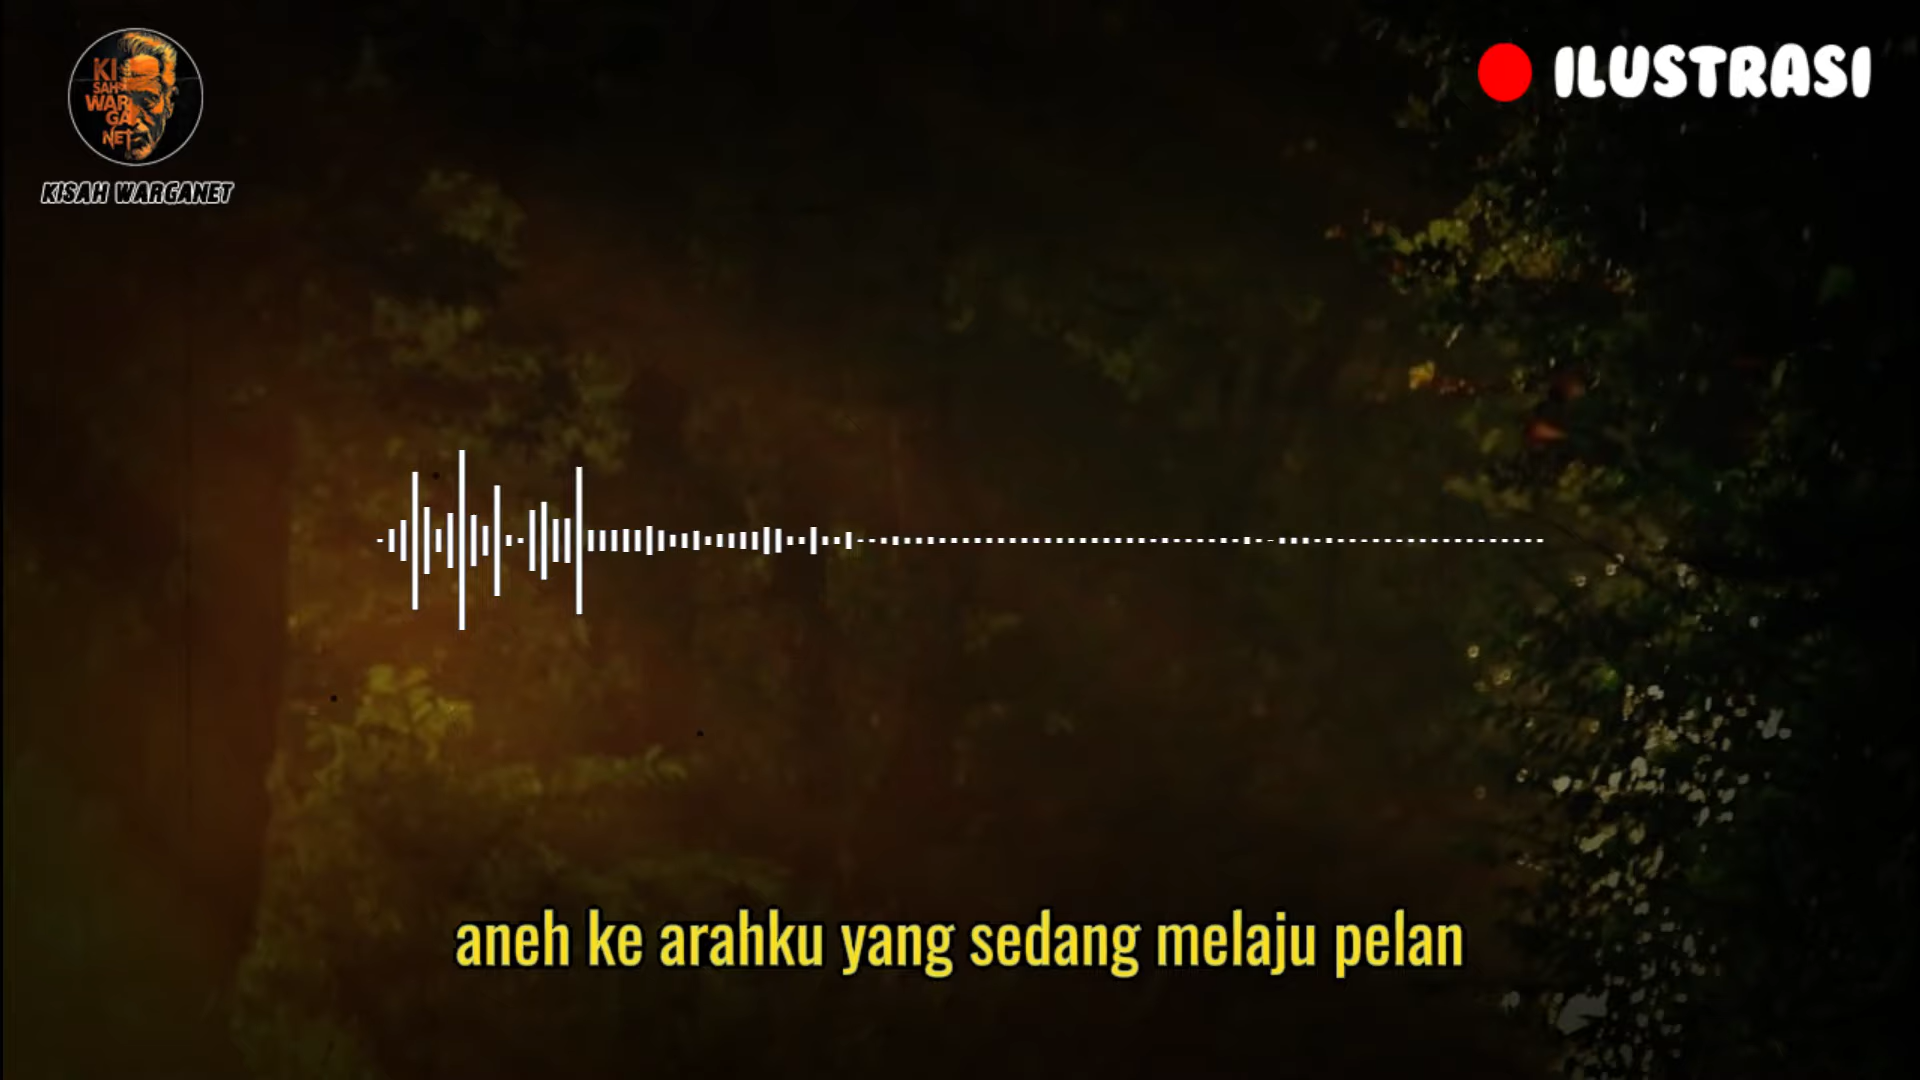 KI
SAH
WAR
GA
NET
KISAH WARGANET
ILUSTRASI
aneh ke arahku yang sedang melaju pelan